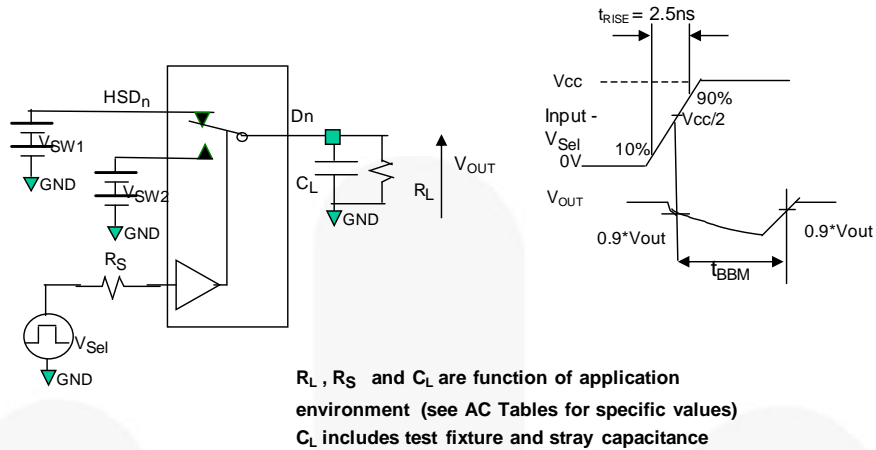 tRISE = 2.5ns
Vcc
90%
HSDn
Dn
Input -
VSel
Vcc/2
10%
0V
VSW1
GND
VSW2
GND
CL
RL
VOUT
GND
VOUT
0.9*Vout
0.9*Vout
tBBM
RS
VSel
GND
RL , RS and CL are function of application
environment (see AC Tables for specific values)
CL includes test fixture and stray capacitance